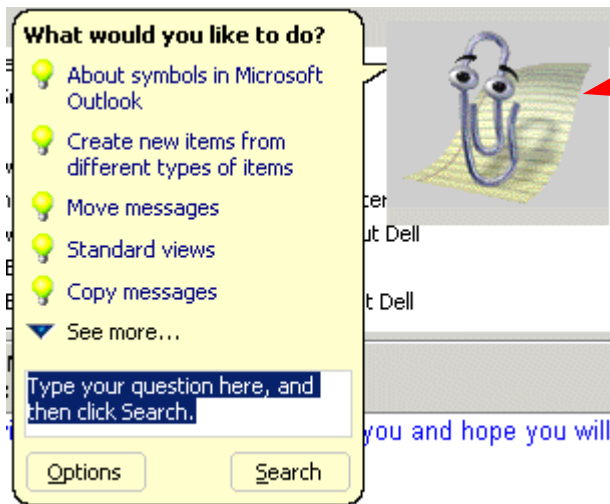 What would you like to do?
About symbols in Microsoft
Outlook
Create new items from
different types of items
Move messages
Standard views
ut Dell
Copy messages
t Dell
See more...
Type your question here, and
then click Search.
you and hope you will
Options
Search